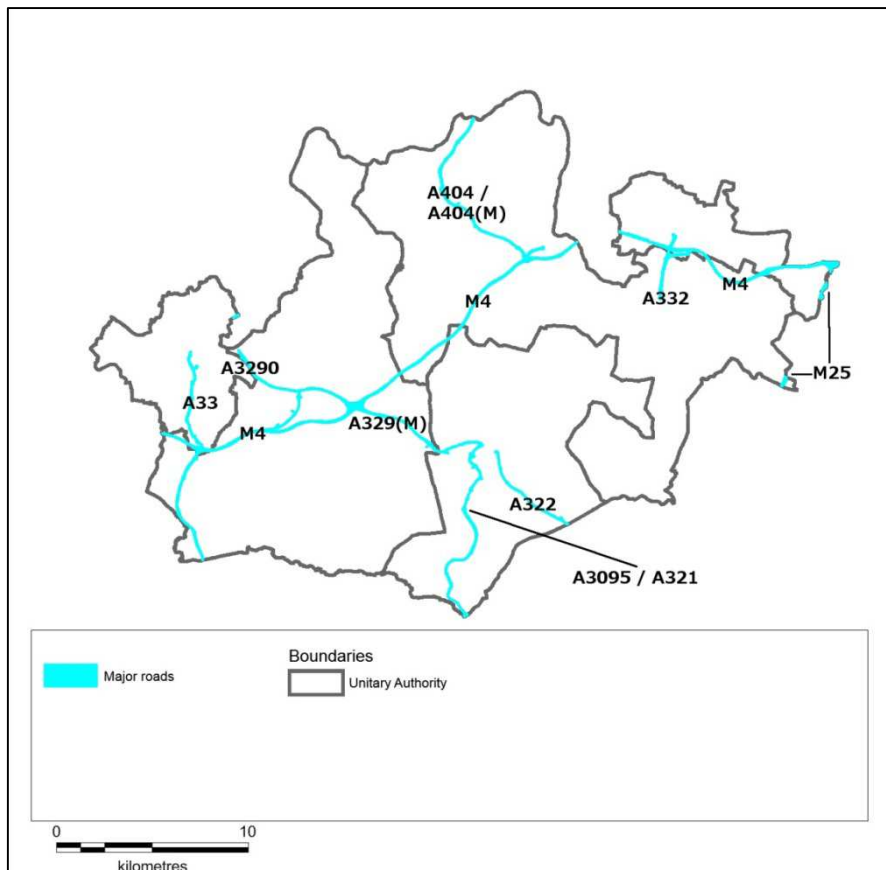 A404 /
A404(M)
A332
M4
M4
M25
A3290
A33
M4
A329(M)
A322
A3095 / A321
Boundaries
Major roads
Unitary Authority
0 10
kilometres